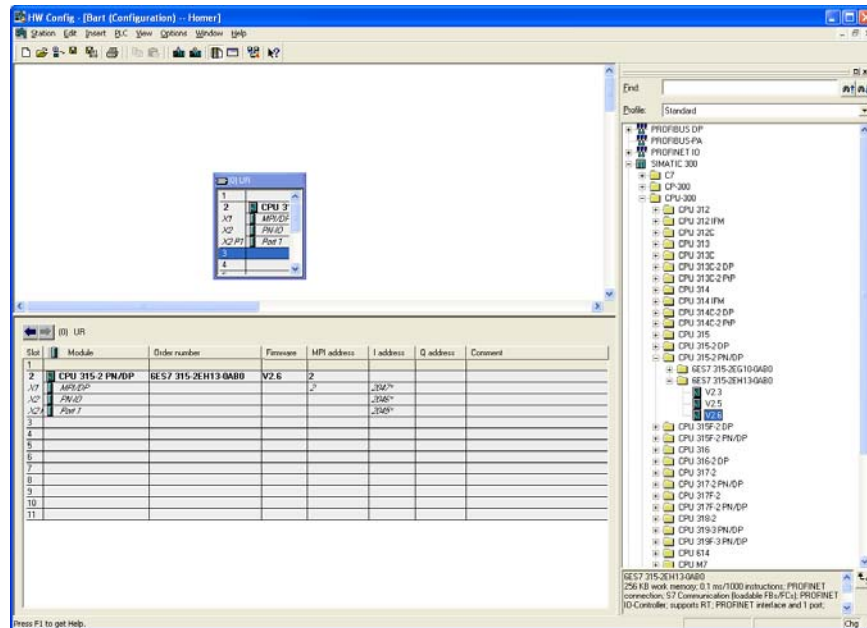 HW Config - [Bart (Configuration) -- Homer]
Station Edit Insert PLC View Options Window Help
(0) UR
1
2 CPU 3
X1 MPI/DP
X2 PN-IO
X2 P1 Port 1
3
4
(0) UR
Slot Module Order number Firmware MPI address I address Q address Comment
1
2 CPU 315-2 PN/DP 6ES7 315-2EH13-0AB0 V2.6 2
X1 MPI/DP 2 2047*
X2 PN-IO 2046*
X2 Port 1 2045*
3
4
5
6
7
8
9
10
11
Find:
Profile: Standard
PROFIBUS DP
PROFIBUS-PA
PROFINET IO
SIMATIC 300
C7
CP-300
CPU-300
CPU 312
CPU 312 IFM
CPU 312C
CPU 313
CPU 313C
CPU 313C-2 DP
CPU 313C-2 PtP
CPU 314
CPU 314 IFM
CPU 314C-2 DP
CPU 314C-2 PtP
CPU 315
CPU 315-2 DP
CPU 315-2 PN/DP
6ES7 315-2EG10-0AB0
6ES7 315-2EH13-0AB0
V2.3
V2.5
V2.6
CPU 315F-2 DP
CPU 315F-2 PN/DP
CPU 316
CPU 316-2 DP
CPU 317-2
CPU 317-2 PN/DP
CPU 317F-2
CPU 317F-2 PN/DP
CPU 318-2
CPU 319-3 PN/DP
CPU 319F-3 PN/DP
CPU 614
CPU M7
6ES7 315-2EH13-0AB0
256 KB work memory; 0.1 ms/1000 instructions; PROFINET
connection; S7 Communication (loadable FBs/FCs); PROFINET
IO-Controller; supports RT; PROFINET interface and 1 port;
Press F1 to get Help.
Chg